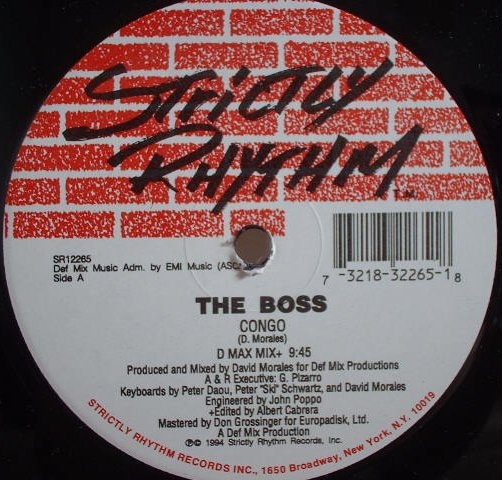 STRICTLY
RHYTHM
T.M.
SR12265
Def Mix Music Adm. by EMI Music
Side A
7 -3218-32265-1 8
THE BOSS
CONGO
(D. Morales)
D MAX MIX+ 9:45
Produced and Mixed by David Morales for Def Mix Productions
A & R Executive: G. Pizarro
Keyboards by Peter Daou, Peter "Ski" Schwartz, and David Morales
Engineered by John Poppo
+Edited by Albert Cabrera
Mastered by Don Grossinger for Europadisk, Ltd.
A Def Mix Production
℗© 1994 Strictly Rhythm Records, Inc.
STRICTLY RHYTHM RECORDS INC., 1650 Broadway, New York, N.Y. 10019